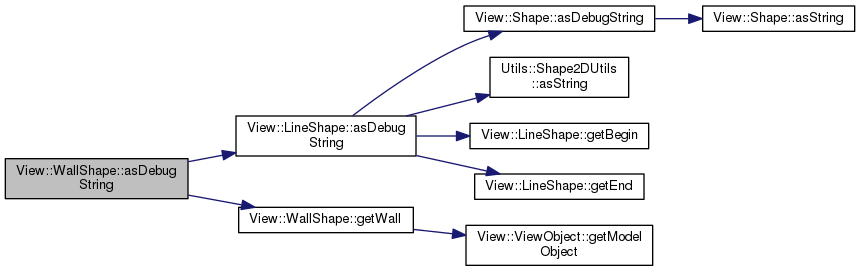 View::WallShape::asDebug
String
View::LineShape::asDebug
String
View::Shape::asDebugString
View::Shape::asString
Utils::Shape2DUtils
::asString
View::LineShape::getBegin
View::LineShape::getEnd
View::WallShape::getWall
View::ViewObject::getModel
Object